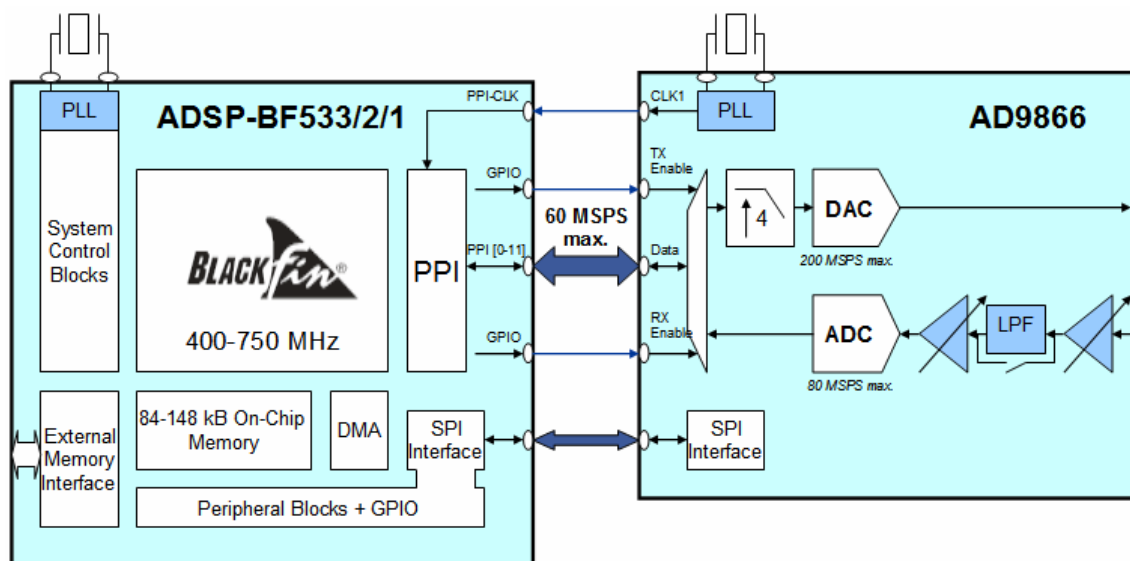 PLL
ADSP-BF533/2/1
System
Control
Blocks
BLACKfin®
400-750 MHz
PPI
PPI-CLK
GPIO
PPI [0-11]
GPIO
External
Memory
Interface
84-148 kB On-Chip
Memory
DMA
SPI
Interface
Peripheral Blocks + GPIO
60 MSPS
max.
CLK1
PLL
AD9866
TX
Enable
Data
RX
Enable
4
DAC
200 MSPS max.
ADC
80 MSPS max.
LPF
SPI
Interface